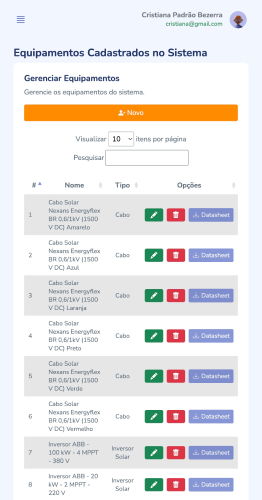 Cristiana Padrão Bezerra
cristiana@gmail.com
Equipamentos Cadastrados no Sistema
Gerenciar Equipamentos
Gerencie os equipamentos do sistema.
Novo
Visualizar 10 itens por página
Pesquisar
# Nome Tipo Opções
1 Cabo Solar Nexans Energyflex BR 0,6/1kV (1500 V DC) Amarelo Cabo Datasheet
2 Cabo Solar Nexans Energyflex BR 0,6/1kV (1500 V DC) Azul Cabo Datasheet
3 Cabo Solar Nexans Energyflex BR 0,6/1kV (1500 V DC) Laranja Cabo Datasheet
4 Cabo Solar Nexans Energyflex BR 0,6/1kV (1500 V DC) Preto Cabo Datasheet
5 Cabo Solar Nexans Energyflex BR 0,6/1kV (1500 V DC) Verde Cabo Datasheet
6 Cabo Solar Nexans Energyflex BR 0,6/1kV (1500 V DC) Vermelho Cabo Datasheet
7 Inversor ABB - 100 kW - 4 MPPT - 380 V Inversor Solar Datasheet
8 Inversor ABB - 20 kW - 2 MPPT - 220 V Inversor Solar Datasheet